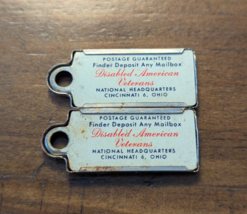 POSTAGE GUARANTEED
Finder Deposit Any Mailbox
Disabled American
Veterans
NATIONAL HEADQUARTERS
CINCINNATI 6, OHIO
POSTAGE GUARANTEED
Finder Deposit Any Mailbox
Disabled American
Veterans
NATIONAL HEADQUARTERS
CINCINNATI 6, OHIO